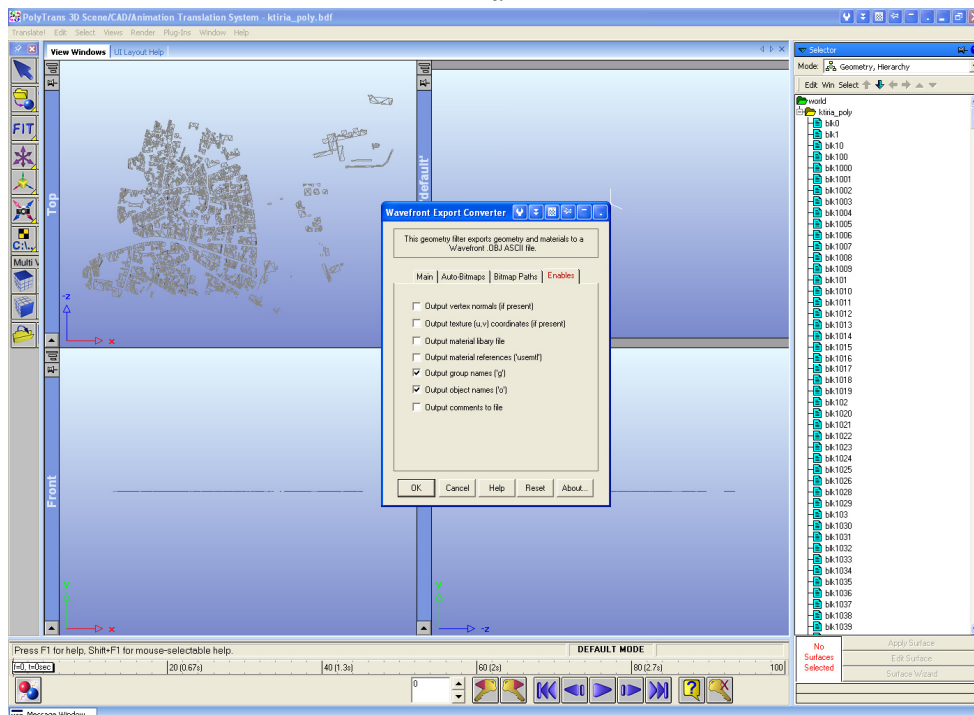 PolyTrans 3D Scene/CAD/Animation Translation System - ktiria_poly.bdf
Translate! Edit Select Views Render Plug-Ins Window Help
View Windows UI Layout Help
Selector
Mode: Geometry, Hierarchy
Edit Win Select
FIT
C:\...
Multi V
Top
default'
Front
-z
x
x
-z
world
ktiria_poly
blk0
blk1
blk10
blk100
blk1000
blk1001
blk1002
blk1003
blk1004
blk1005
blk1006
blk1007
blk1008
blk1009
blk101
blk1010
blk1011
blk1012
blk1013
blk1014
blk1015
blk1016
blk1017
blk1018
blk1019
blk102
blk1020
blk1021
blk1022
blk1023
blk1024
blk1025
blk1026
blk1028
blk1029
blk103
blk1030
blk1031
blk1032
blk1033
blk1034
blk1035
blk1036
blk1037
blk1038
blk1039
Wavefront Export Converter
This geometry filter exports geometry and materials to a
Wavefront .OBJ ASCII file.
Main Auto-Bitmaps Bitmap Paths Enables
Output vertex normals (if present)
Output texture (u,v) coordinates (if present)
Output material libary file
Output material references ('usemtl')
Output group names ('g')
Output object names ('o')
Output comments to file
OK Cancel Help Reset About...
Press F1 for help, Shift+F1 for mouse-selectable help.
DEFAULT MODE
f=0, t=0sec 20 (0.67s) 40 (1.3s) 60 (2s) 80 (2.7s) 100
0
No
Surfaces
Selected
Apply Surface
Edit Surface
Surface Wizard
Message Window